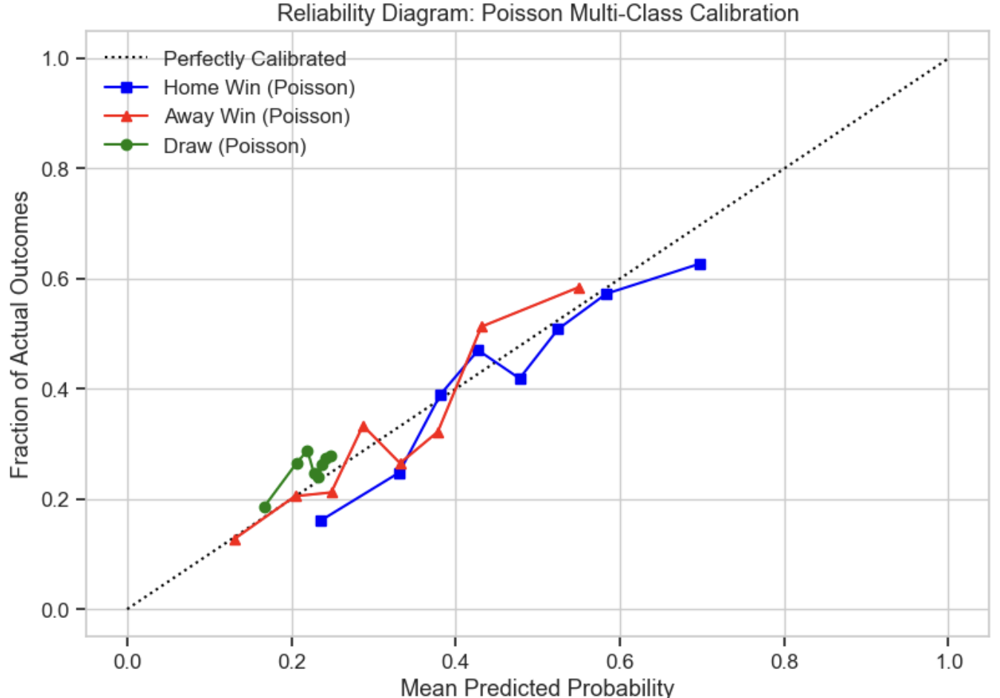 Reliability Diagram: Poisson Multi-Class Calibration
Perfectly Calibrated
Home Win (Poisson)
Away Win (Poisson)
Draw (Poisson)
1.0
0.8
0.6
0.4
0.2
0.0
Fraction of Actual Outcomes
0.0 0.2 0.4 0.6 0.8 1.0
Mean Predicted Probability